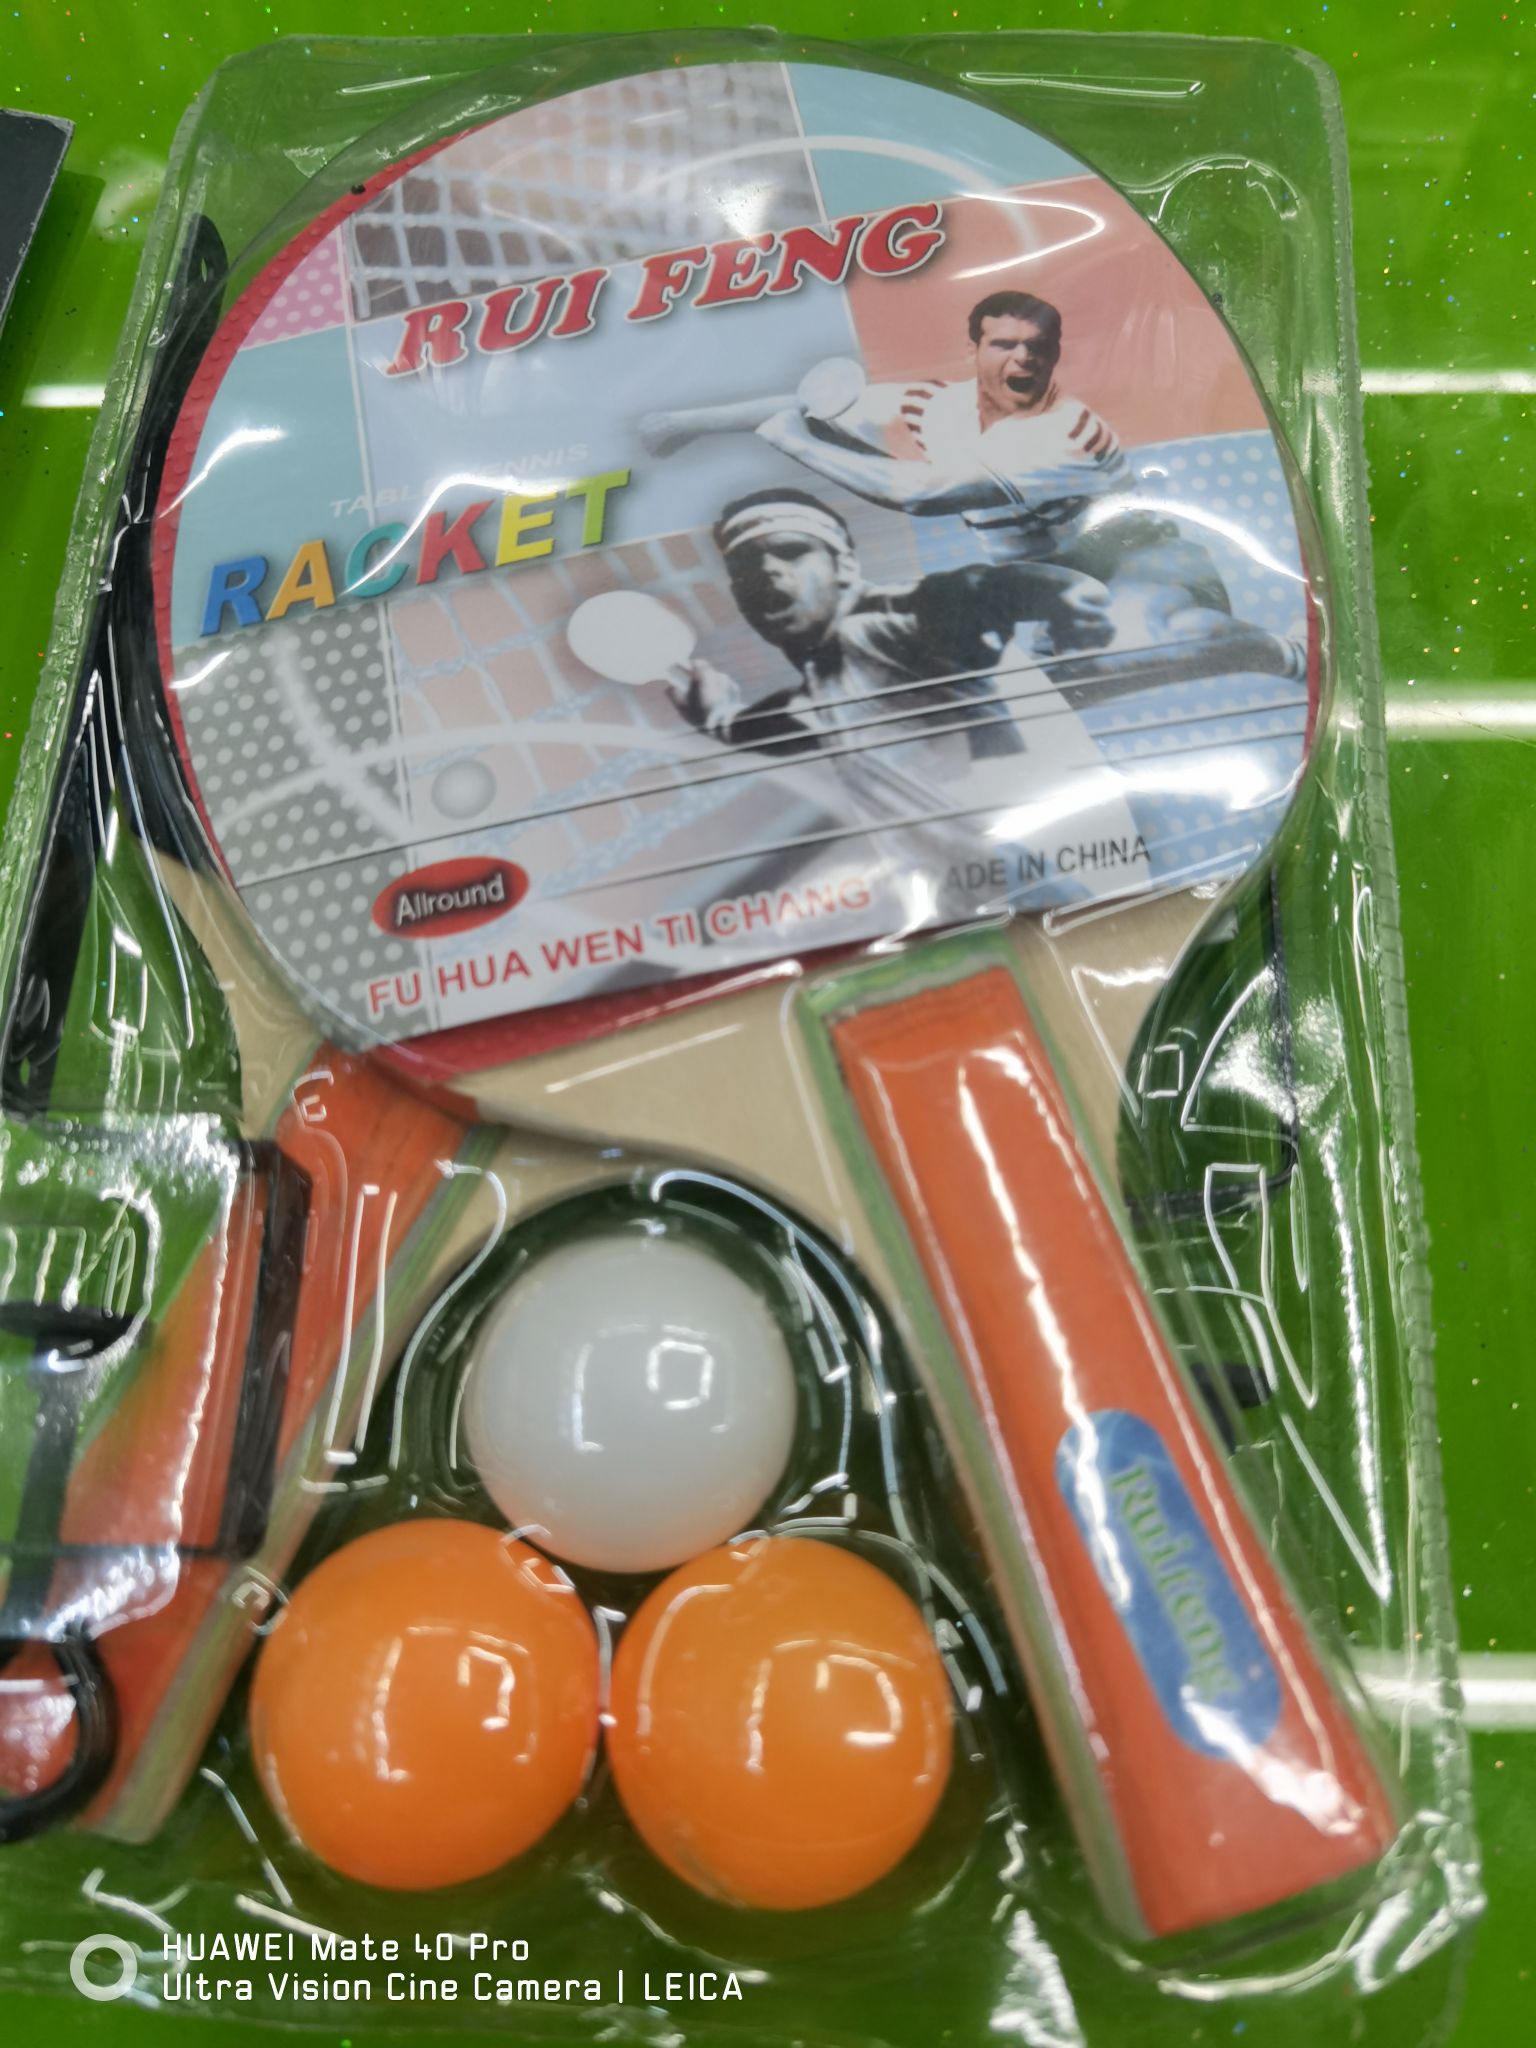 RUI FENG
TABLE TENNIS
RACKET
Allround
FU HUA WEN TI CHANG
MADE IN CHINA
Ruifeng
HUAWEI Mate 40 Pro
Ultra Vision Cine Camera | LEICA